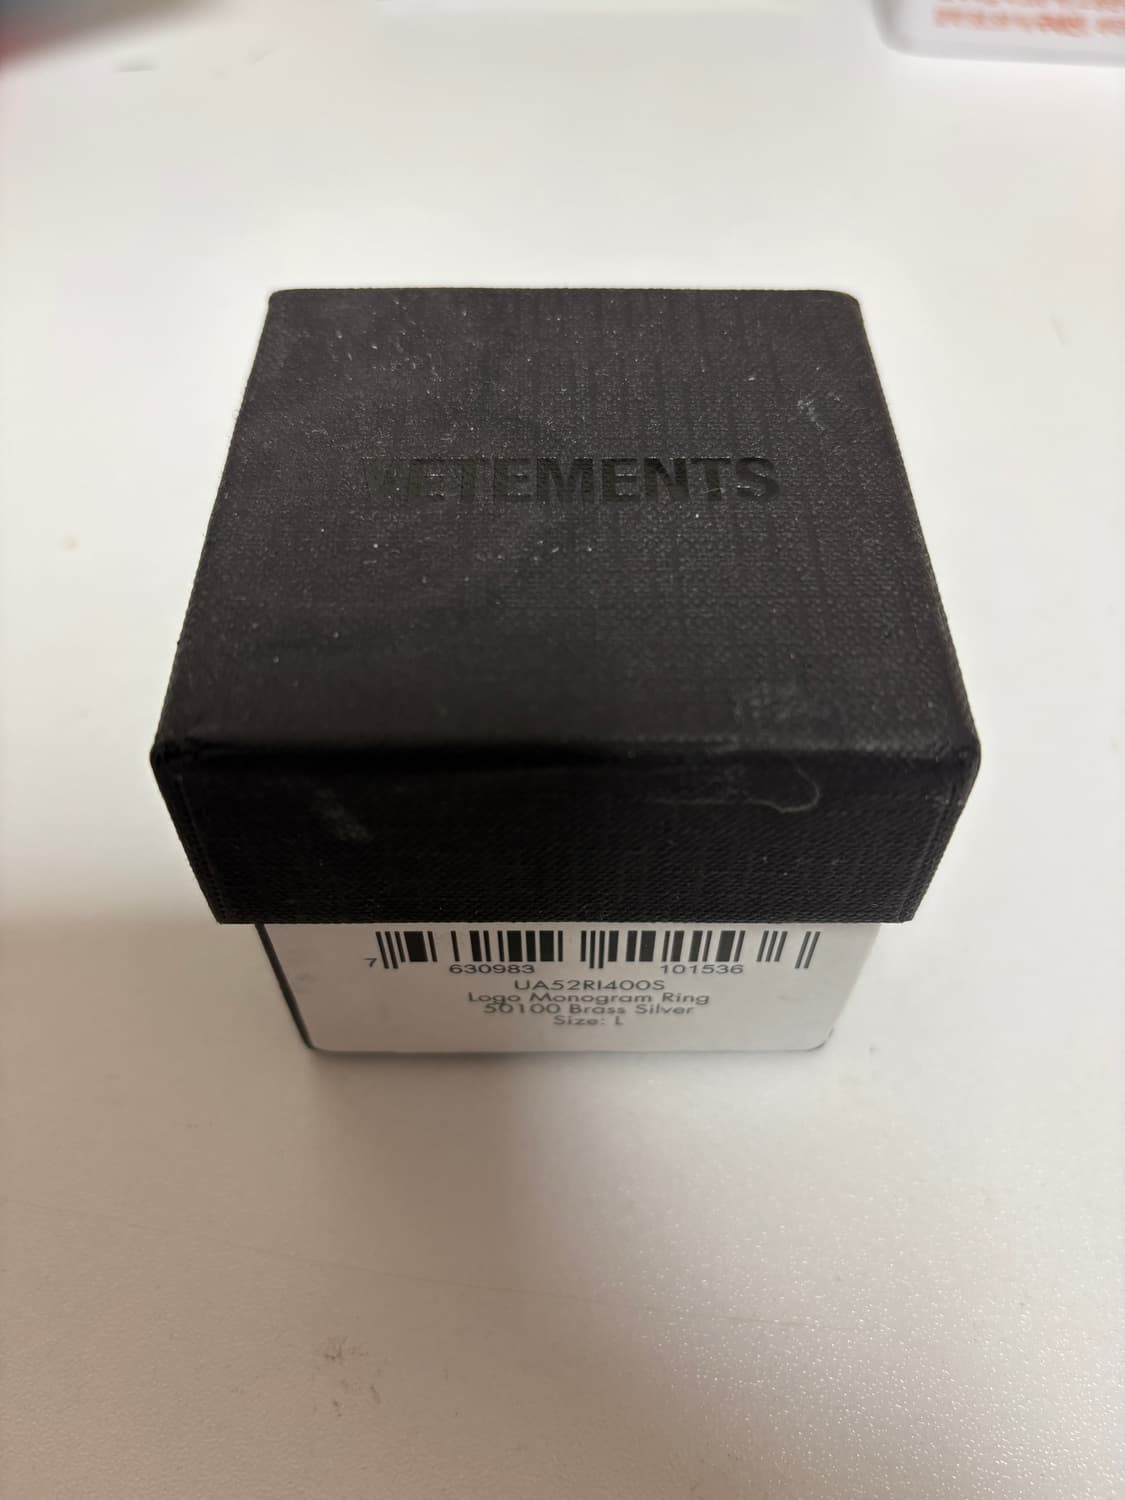 VETEMENTS
7 630983 101536
UA52RI400S
Logo Monogram Ring
50100 Brass Silver
Size: L